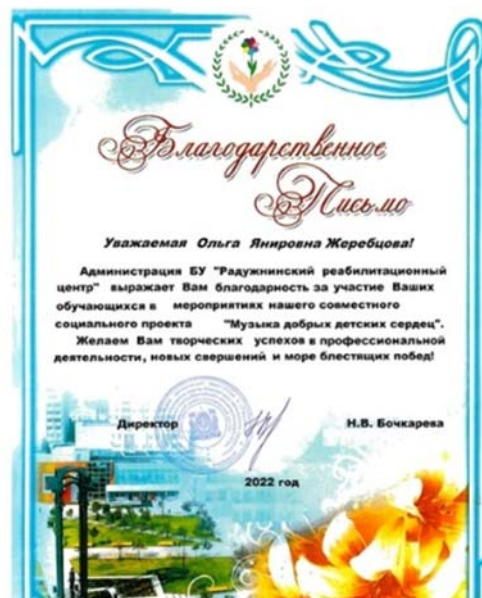 Благодарственное
Письмо
Уважаемая Ольга Янировна Жеребцова!
Администрация БУ "Радужнинский реабилитационный
центр" выражает Вам благодарность за участие Ваших
обучающихся в мероприятиях нашего совместного
социального проекта "Музыка добрых детских сердец".
Желаем Вам творческих успехов в профессиональной
деятельности, новых свершений и море блестящих побед!
Директор Н.В. Бочкарева
2022 год